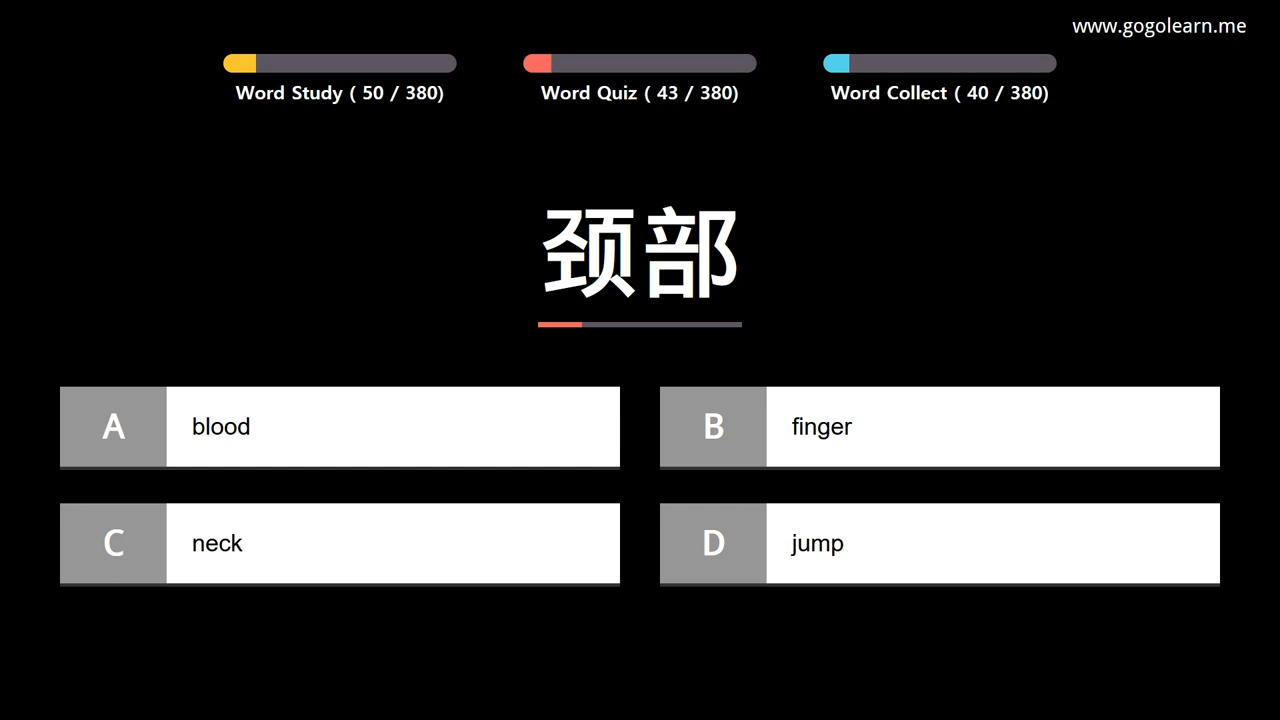 www.gogolearn.me
Word Study ( 50 / 380)
Word Quiz ( 43 / 380)
Word Collect ( 40 / 380)
颈部
A blood
B finger
C neck
D jump